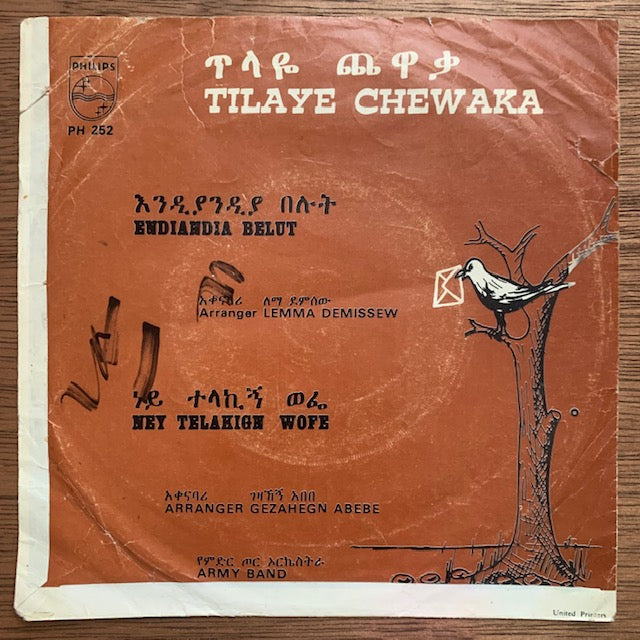 PHILIPS
PH 252
ጥላዬ ጨዋቃ
TILAYE CHEWAKA
እንዲያንዲያ በሉት
ENDIANDIA BELUT
አቀናባሪ ለማ ደምሰው
Arranger LEMMA DEMISSEW
ነይ ተላኪኝ ወፌ
NEY TELAKIGN WOFE
አቀናባሪ ገዛኸኝ አበበ
ARRANGER GEZAHEGN ABEBE
የምድር ጦር ኦርኬስትራ
ARMY BAND
United Printers